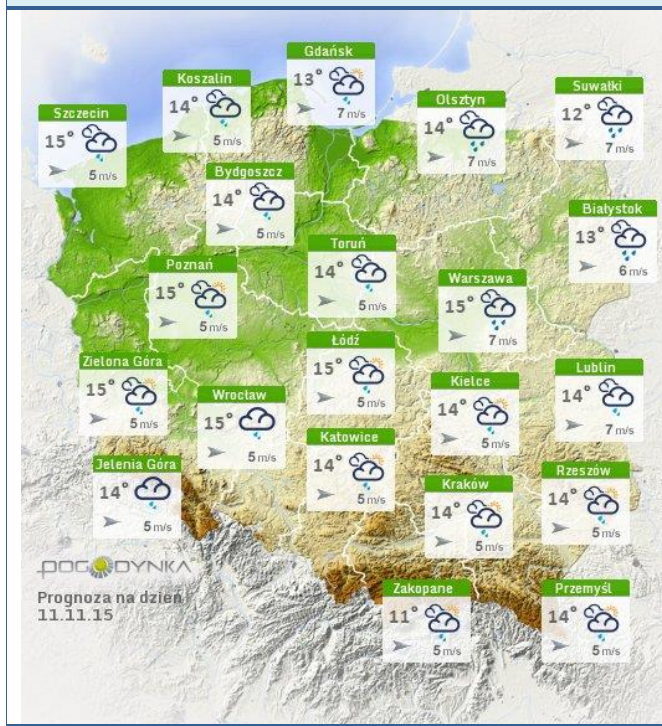 Gdańsk
13°
7 m/s
Koszalin
14°
5 m/s
Suwałki
12°
7 m/s
Olsztyn
14°
7 m/s
Szczecin
15°
5 m/s
Bydgoszcz
14°
5 m/s
Białystok
13°
6 m/s
Toruń
14°
5 m/s
Poznań
15°
5 m/s
Warszawa
15°
7 m/s
Łódź
15°
5 m/s
Zielona Góra
15°
5 m/s
Lublin
14°
7 m/s
Kielce
14°
5 m/s
Wrocław
15°
5 m/s
Katowice
14°
5 m/s
Jelenia Góra
14°
5 m/s
Rzeszów
14°
5 m/s
Kraków
14°
5 m/s
POGODYNKA
Prognoza na dzień
11.11.15
Zakopane
11°
5 m/s
Przemyśl
14°
5 m/s